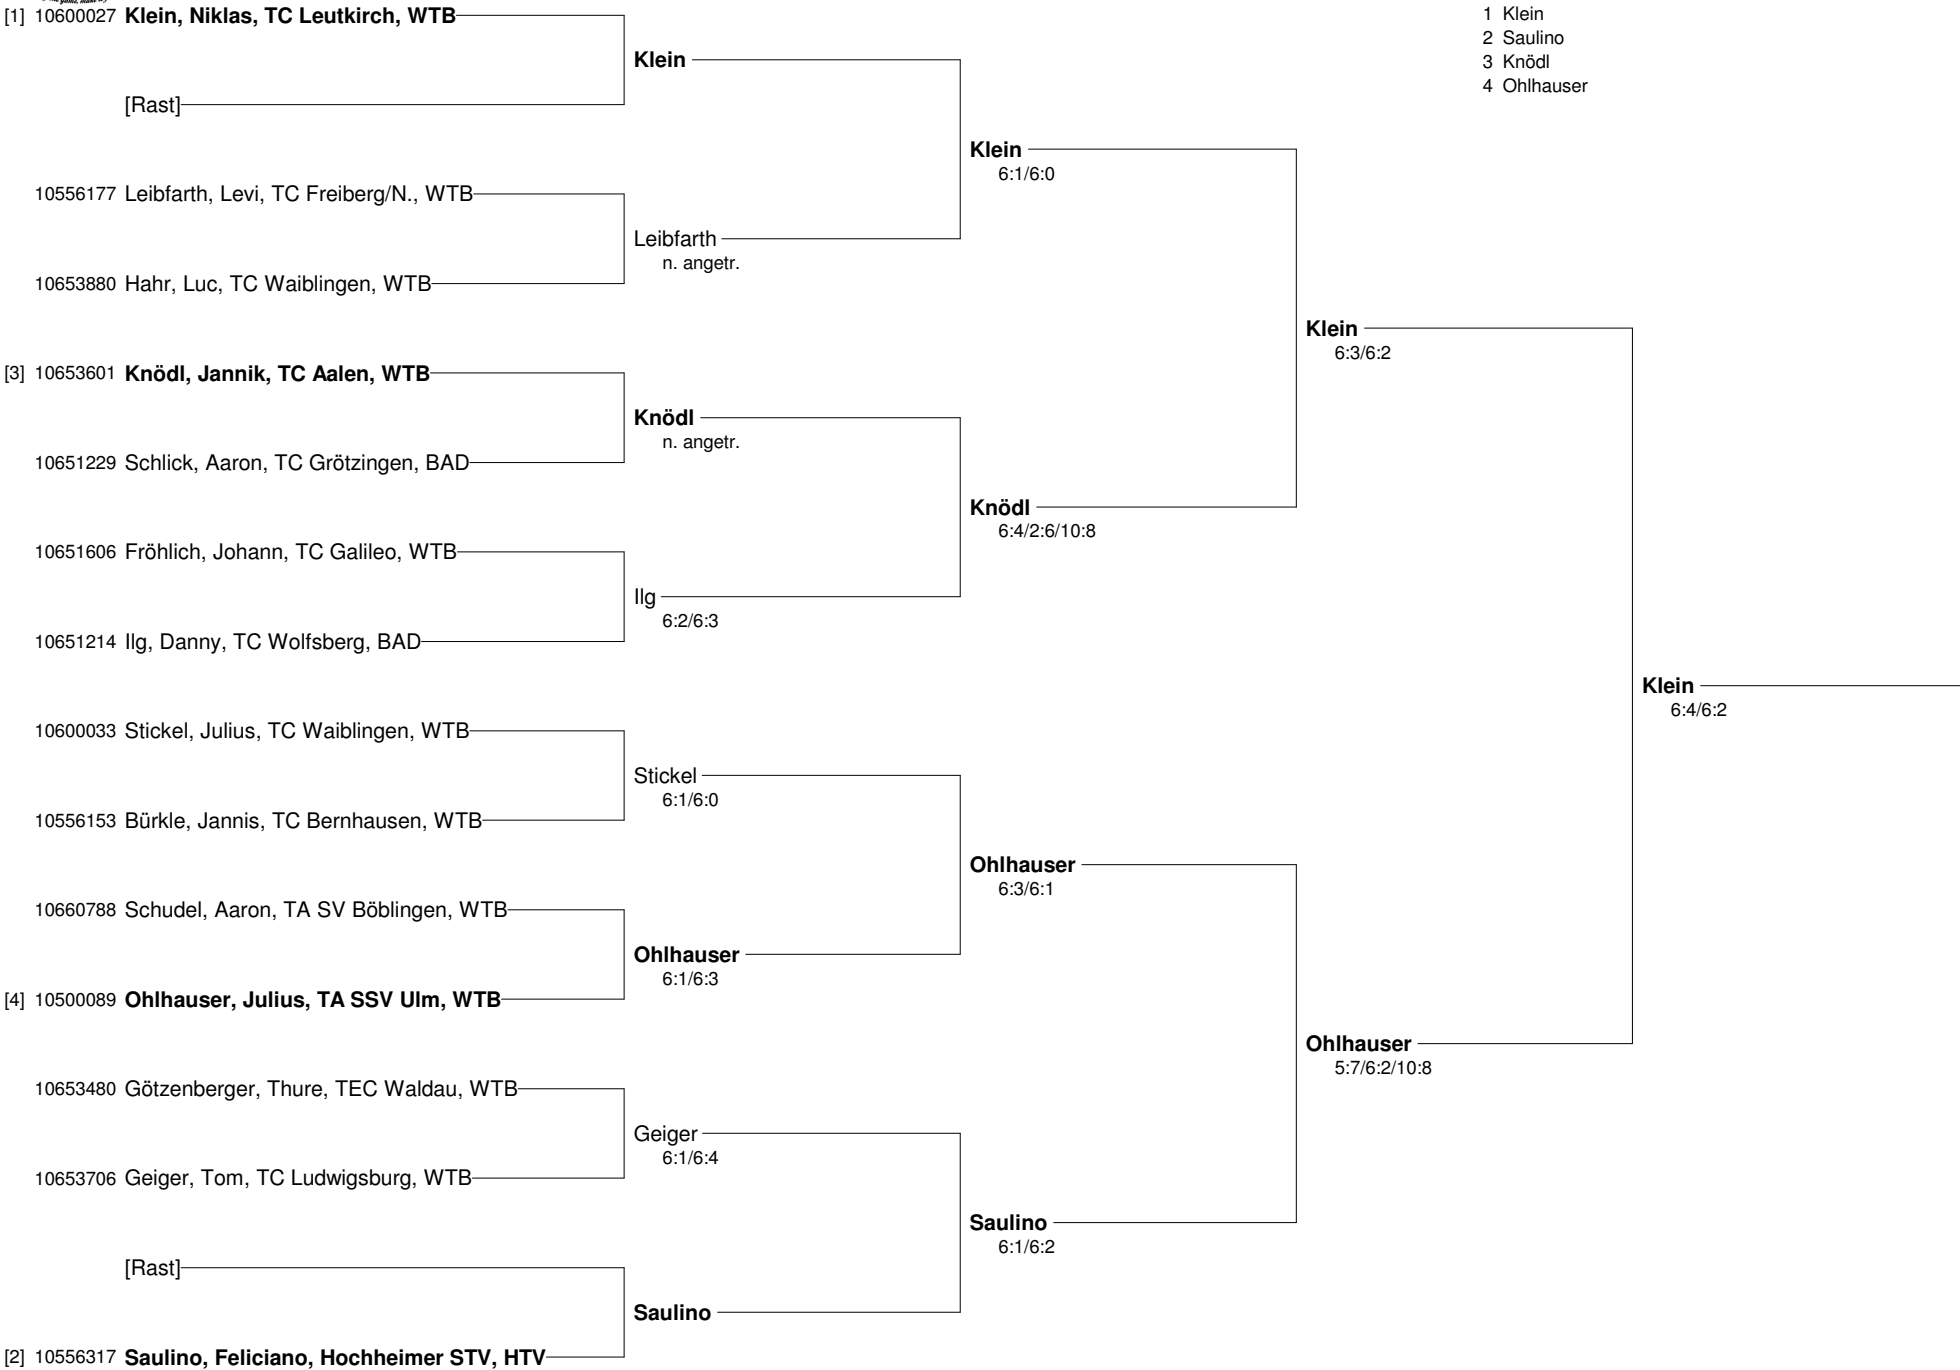 [1] 10600027 Klein, Niklas, TC Leutkirch, WTB
1 Klein
2 Saulino
3 Knödl
4 Ohlhauser
Klein
[Rast]
Klein
6:1/6:0
10556177 Leibfarth, Levi, TC Freiberg/N., WTB
Leibfarth
n. angetr.
10653880 Hahr, Luc, TC Waiblingen, WTB
Klein
6:3/6:2
[3] 10653601 Knödl, Jannik, TC Aalen, WTB
Knödl
n. angetr.
10651229 Schlick, Aaron, TC Grötzingen, BAD
Knödl
6:4/2:6/10:8
10651606 Fröhlich, Johann, TC Galileo, WTB
Ilg
6:2/6:3
10651214 Ilg, Danny, TC Wolfsberg, BAD
Klein
6:4/6:2
10600033 Stickel, Julius, TC Waiblingen, WTB
Stickel
6:1/6:0
10556153 Bürkle, Jannis, TC Bernhausen, WTB
Ohlhauser
6:3/6:1
10660788 Schudel, Aaron, TA SV Böblingen, WTB
Ohlhauser
6:1/6:3
[4] 10500089 Ohlhauser, Julius, TA SSV Ulm, WTB
Ohlhauser
5:7/6:2/10:8
10653480 Götzenberger, Thure, TEC Waldau, WTB
Geiger
6:1/6:4
10653706 Geiger, Tom, TC Ludwigsburg, WTB
Saulino
6:1/6:2
[Rast]
Saulino
[2] 10556317 Saulino, Feliciano, Hochheimer STV, HTV